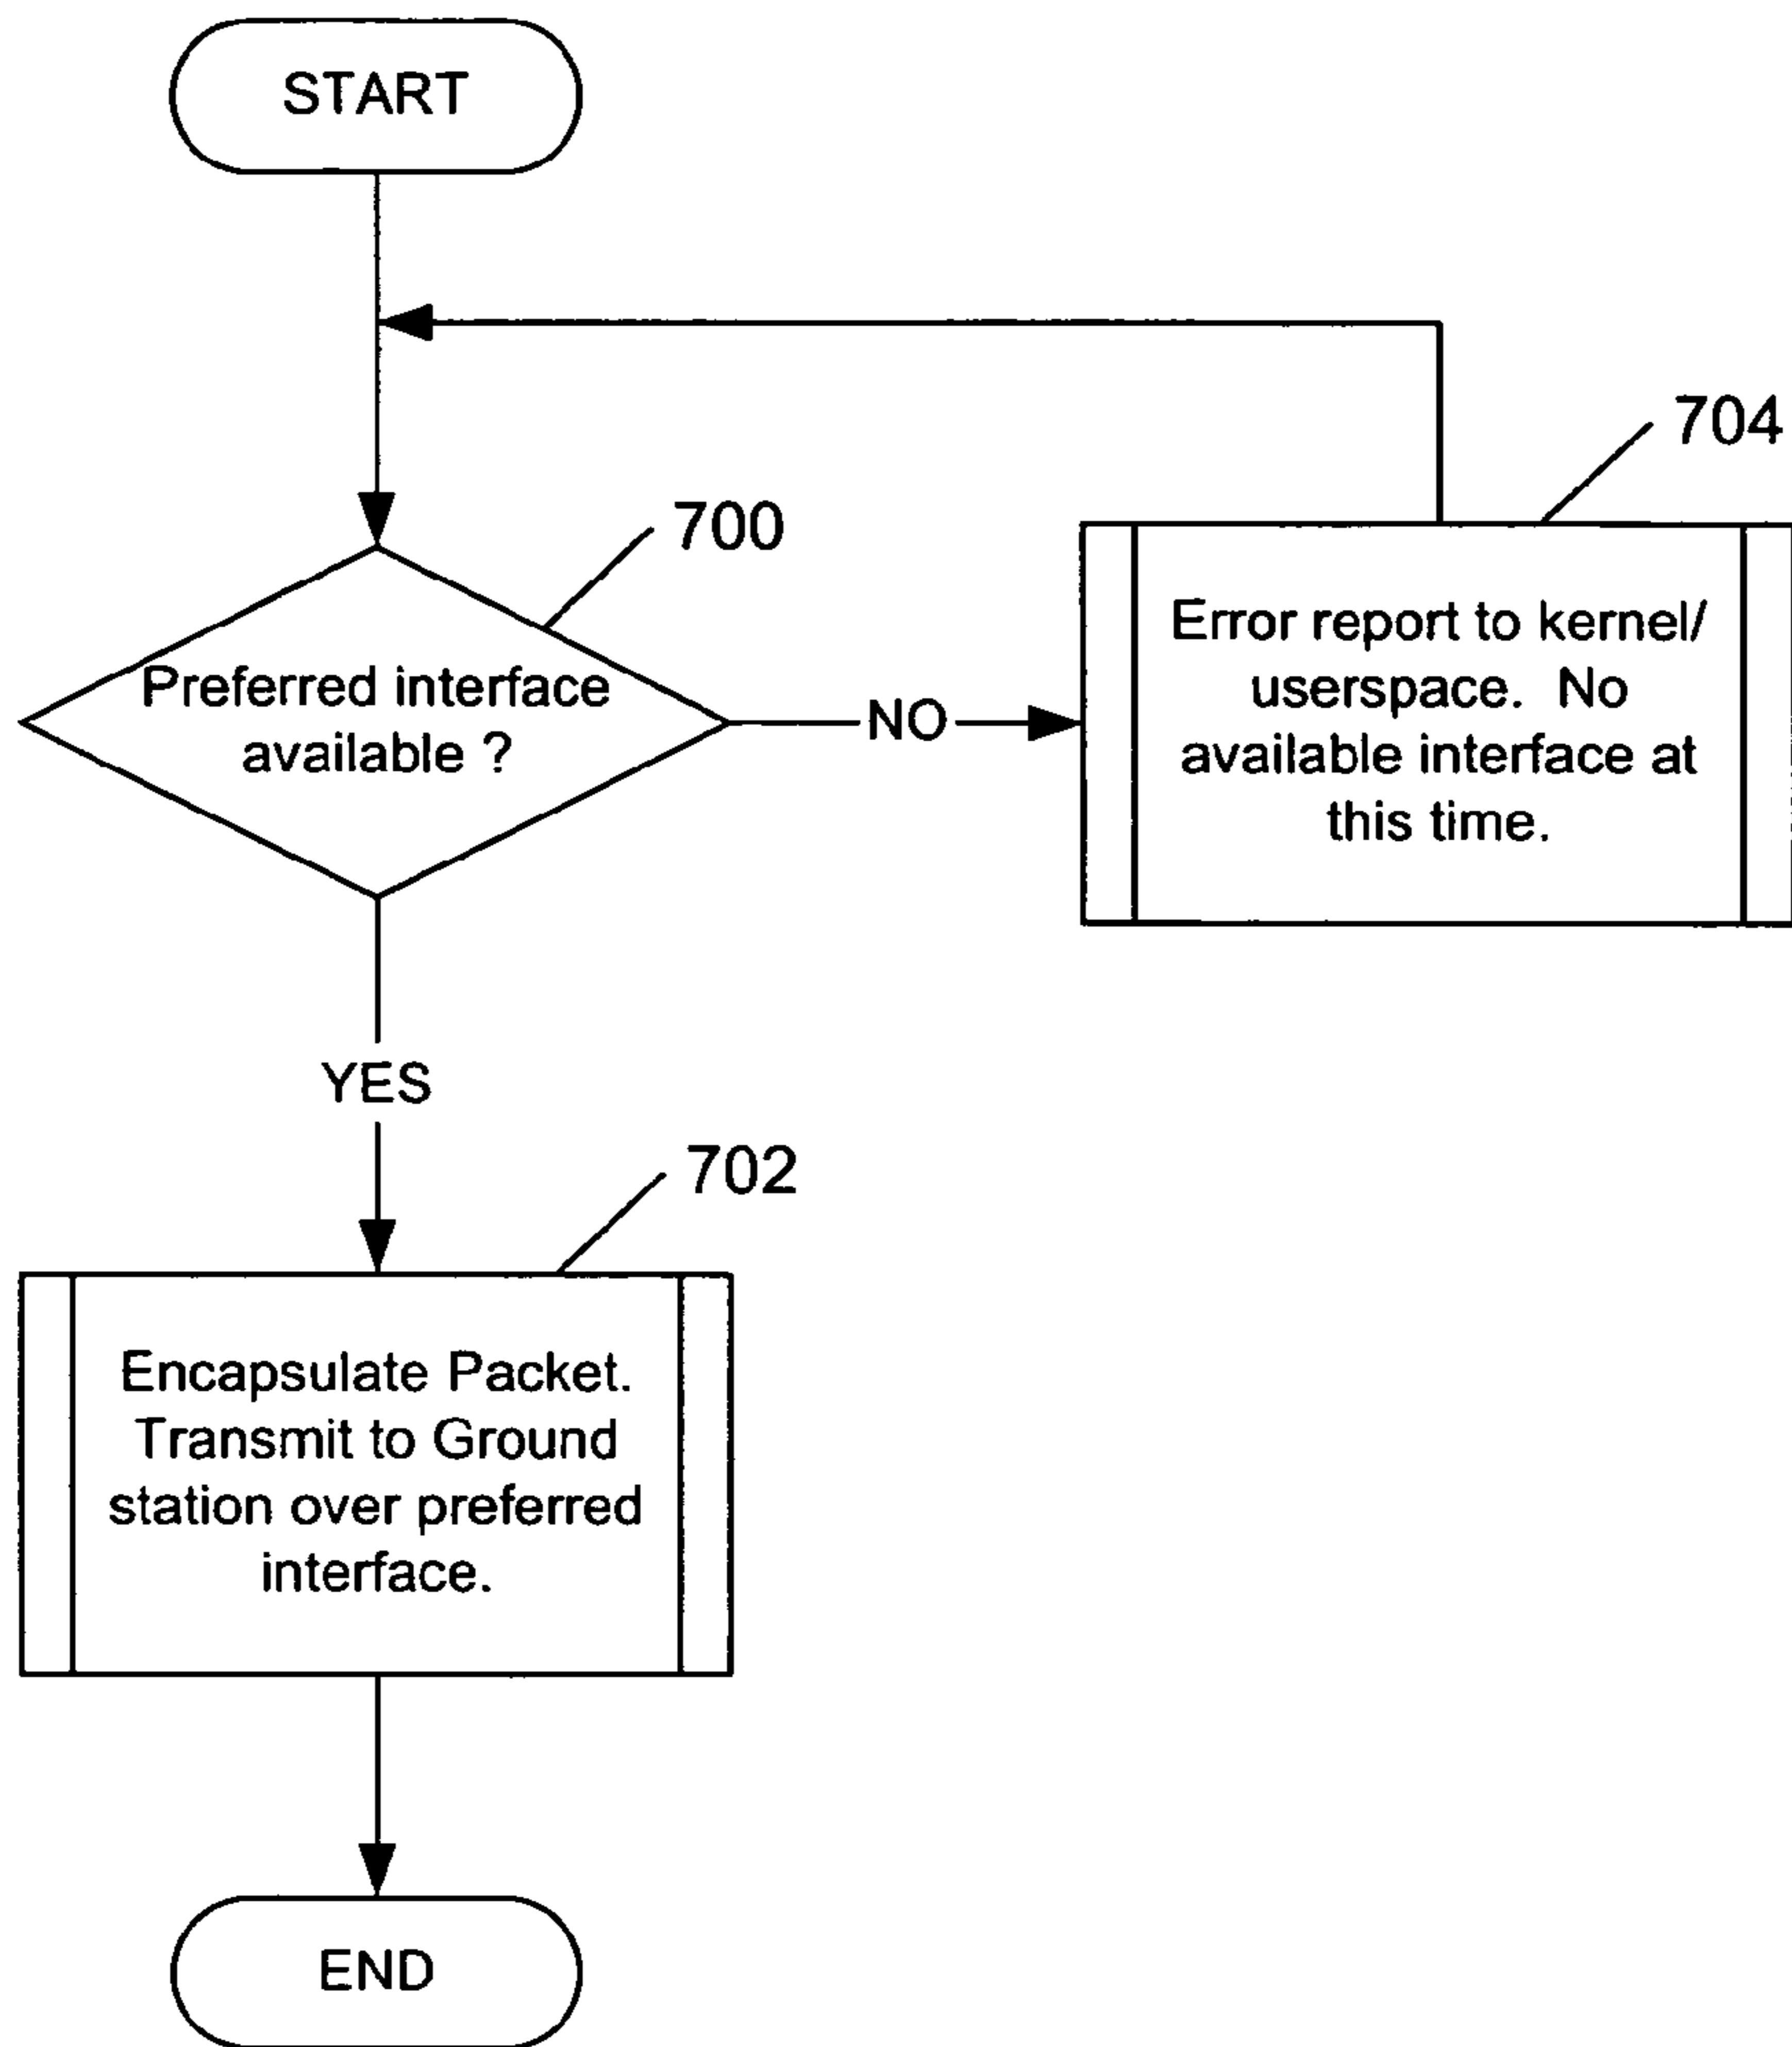 START
704
700
Error report to kernel/
userspace. No
available interface at
this time.
Preferred interface
available ?
NO
YES
702
Encapsulate Packet.
Transmit to Ground
station over preferred
interface.
END